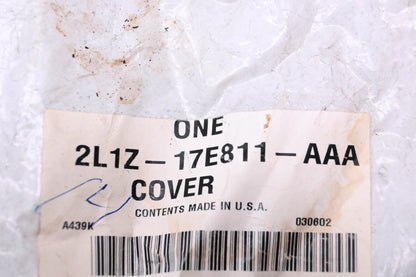 ONE
2L1Z-17E811-AAA
COVER
CONTENTS MADE IN U.S.A.
A439K 030602